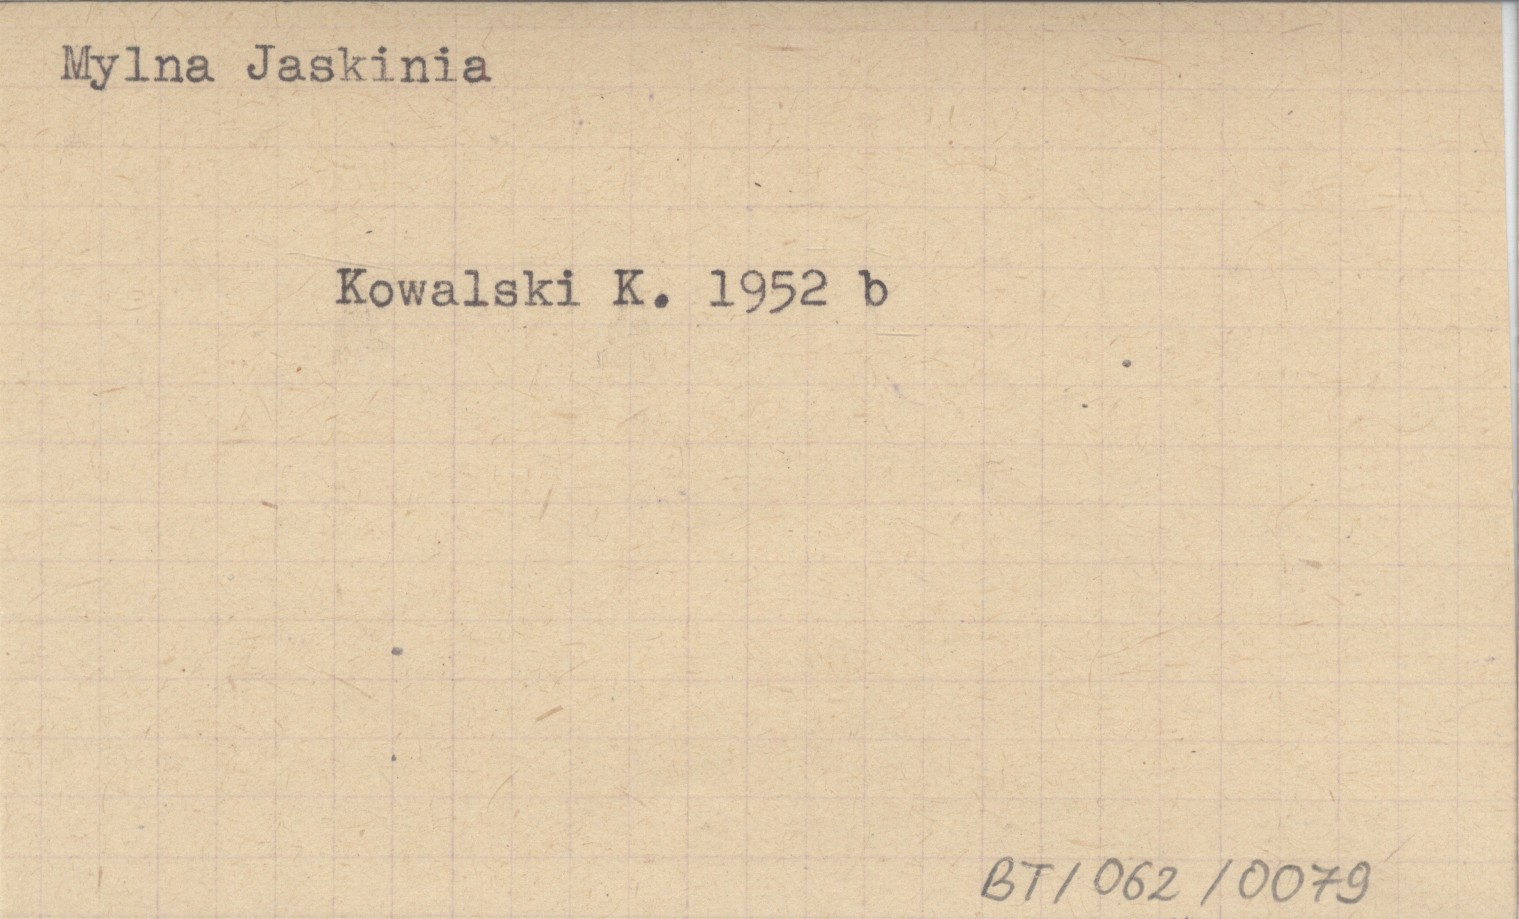 Mylna Jaskinia
Kowalski K. 1952 b
BT/062/0079